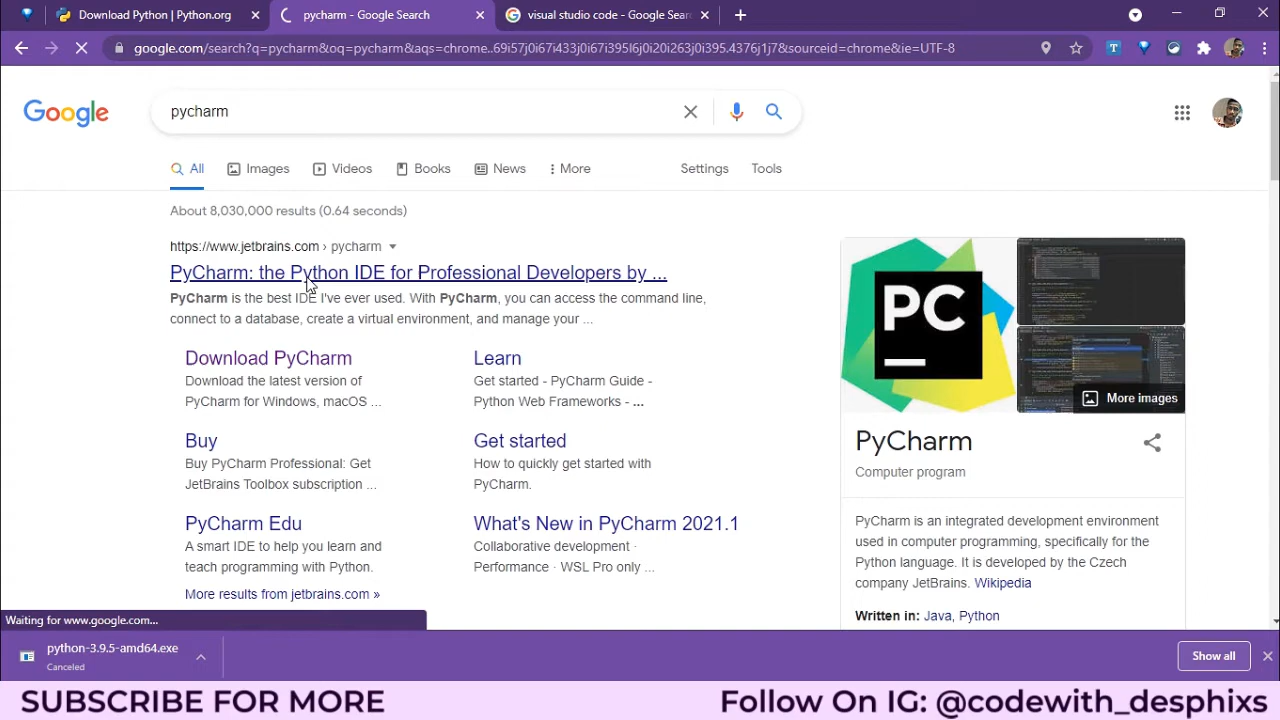 Download Python | Python.org
pycharm - Google Search
visual studio code - Google Sear
google.com/search?q=pycharm&oq=pycharm&aqs=chrome..69i57j0i67i433j0i67i395l6j0i20i263j0i395.4376j1j7&sourceid=chrome&ie=UTF-8
Google
pycharm
All
Images
Videos
Books
News
More
Settings
Tools
About 8,030,000 results (0.64 seconds)
https://www.jetbrains.com › pycharm
PyCharm: the Python IDE for Professional Developers by ...
PyCharm is the best IDE With PyCharm, you can access the command line,
connect to a database, create virtual environment, and manage your
Download PyCharm
Download the latest version of
PyCharm for Windows,
Learn
Get started - PyCharm Guide -
Python Web Frameworks - ...
Buy
Buy PyCharm Professional: Get
JetBrains Toolbox subscription ...
Get started
How to quickly get started with
PyCharm.
PyCharm Edu
A smart IDE to help you learn and
teach programming with Python.
What's New in PyCharm 2021.1
Collaborative development ·
Performance · WSL Pro only ...
More results from jetbrains.com »
PC
More images
PyCharm
Computer program
PyCharm is an integrated development environment
used in computer programming, specifically for the
Python language. It is developed by the Czech
company JetBrains. Wikipedia
Written in: Java, Python
Waiting for www.google.com...
python-3.9.5-amd64.exe
Canceled
Show all
SUBSCRIBE FOR MORE
Follow On IG: @codewith_desphixs